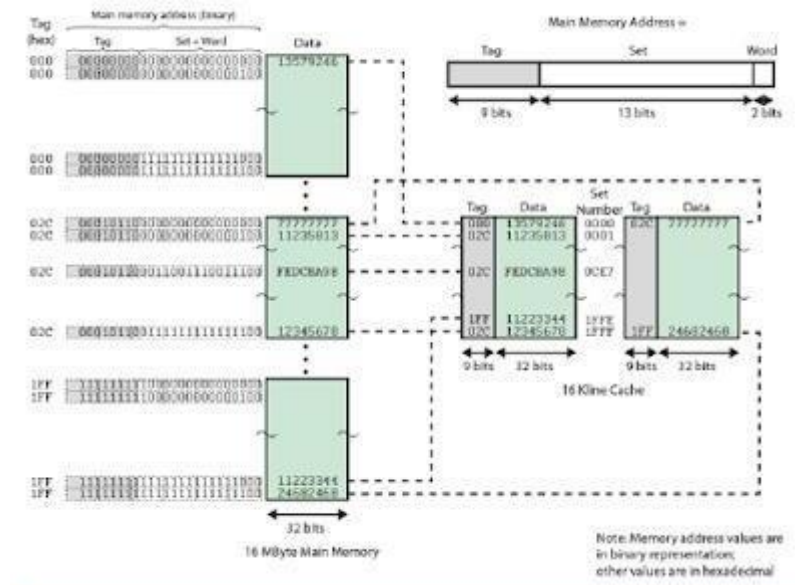 Main memory address (binary)
Tag
(hex)
Tag
Set + Word
Data
000
000
13579246
000
000
02C
02C
77777777
11235813
02C
FEDCBA98
02C
12345678
1FF
1FF
1FF
1FF
11223344
24682468
32 bits
16 MByte Main Memory
Main Memory Address =
Tag
Set
Word
9 bits
13 bits
2 bits
Set
Tag
Data
Number
Tag
Data
000
13579246
0000
02C
77777777
02C
11235813
0001
02C
FEDCBA98
0CE7
1FF
11223344
1FFE
02C
12345678
1FFF
1FF
24682468
9 bits
32 bits
9 bits
32 bits
16 Kline Cache
Note: Memory address values are
in binary representation;
other values are in hexadecimal